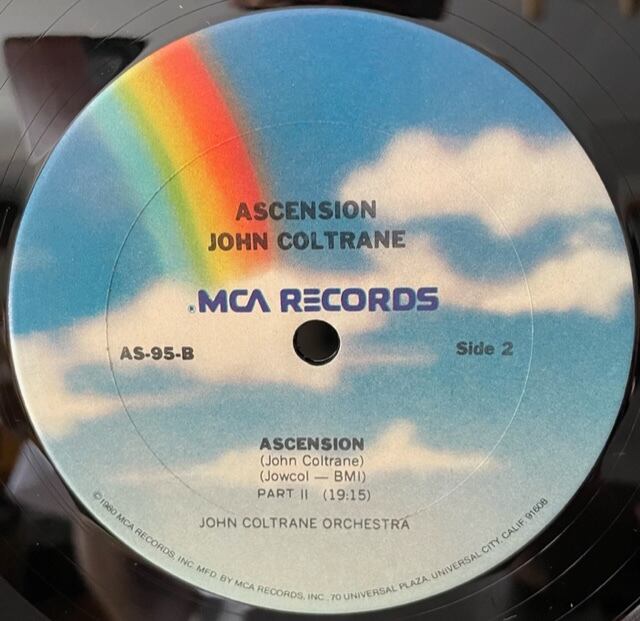 ASCENSION
JOHN COLTRANE
MCA RECORDS
AS-95-B
Side 2
ASCENSION
(John Coltrane)
(Jowcol — BMI)
PART II (19:15)
JOHN COLTRANE ORCHESTRA
©1980 MCA RECORDS, INC MFD. BY MCA RECORDS, INC., 70 UNIVERSAL PLAZA, UNIVERSAL CITY, CALIF. 91608